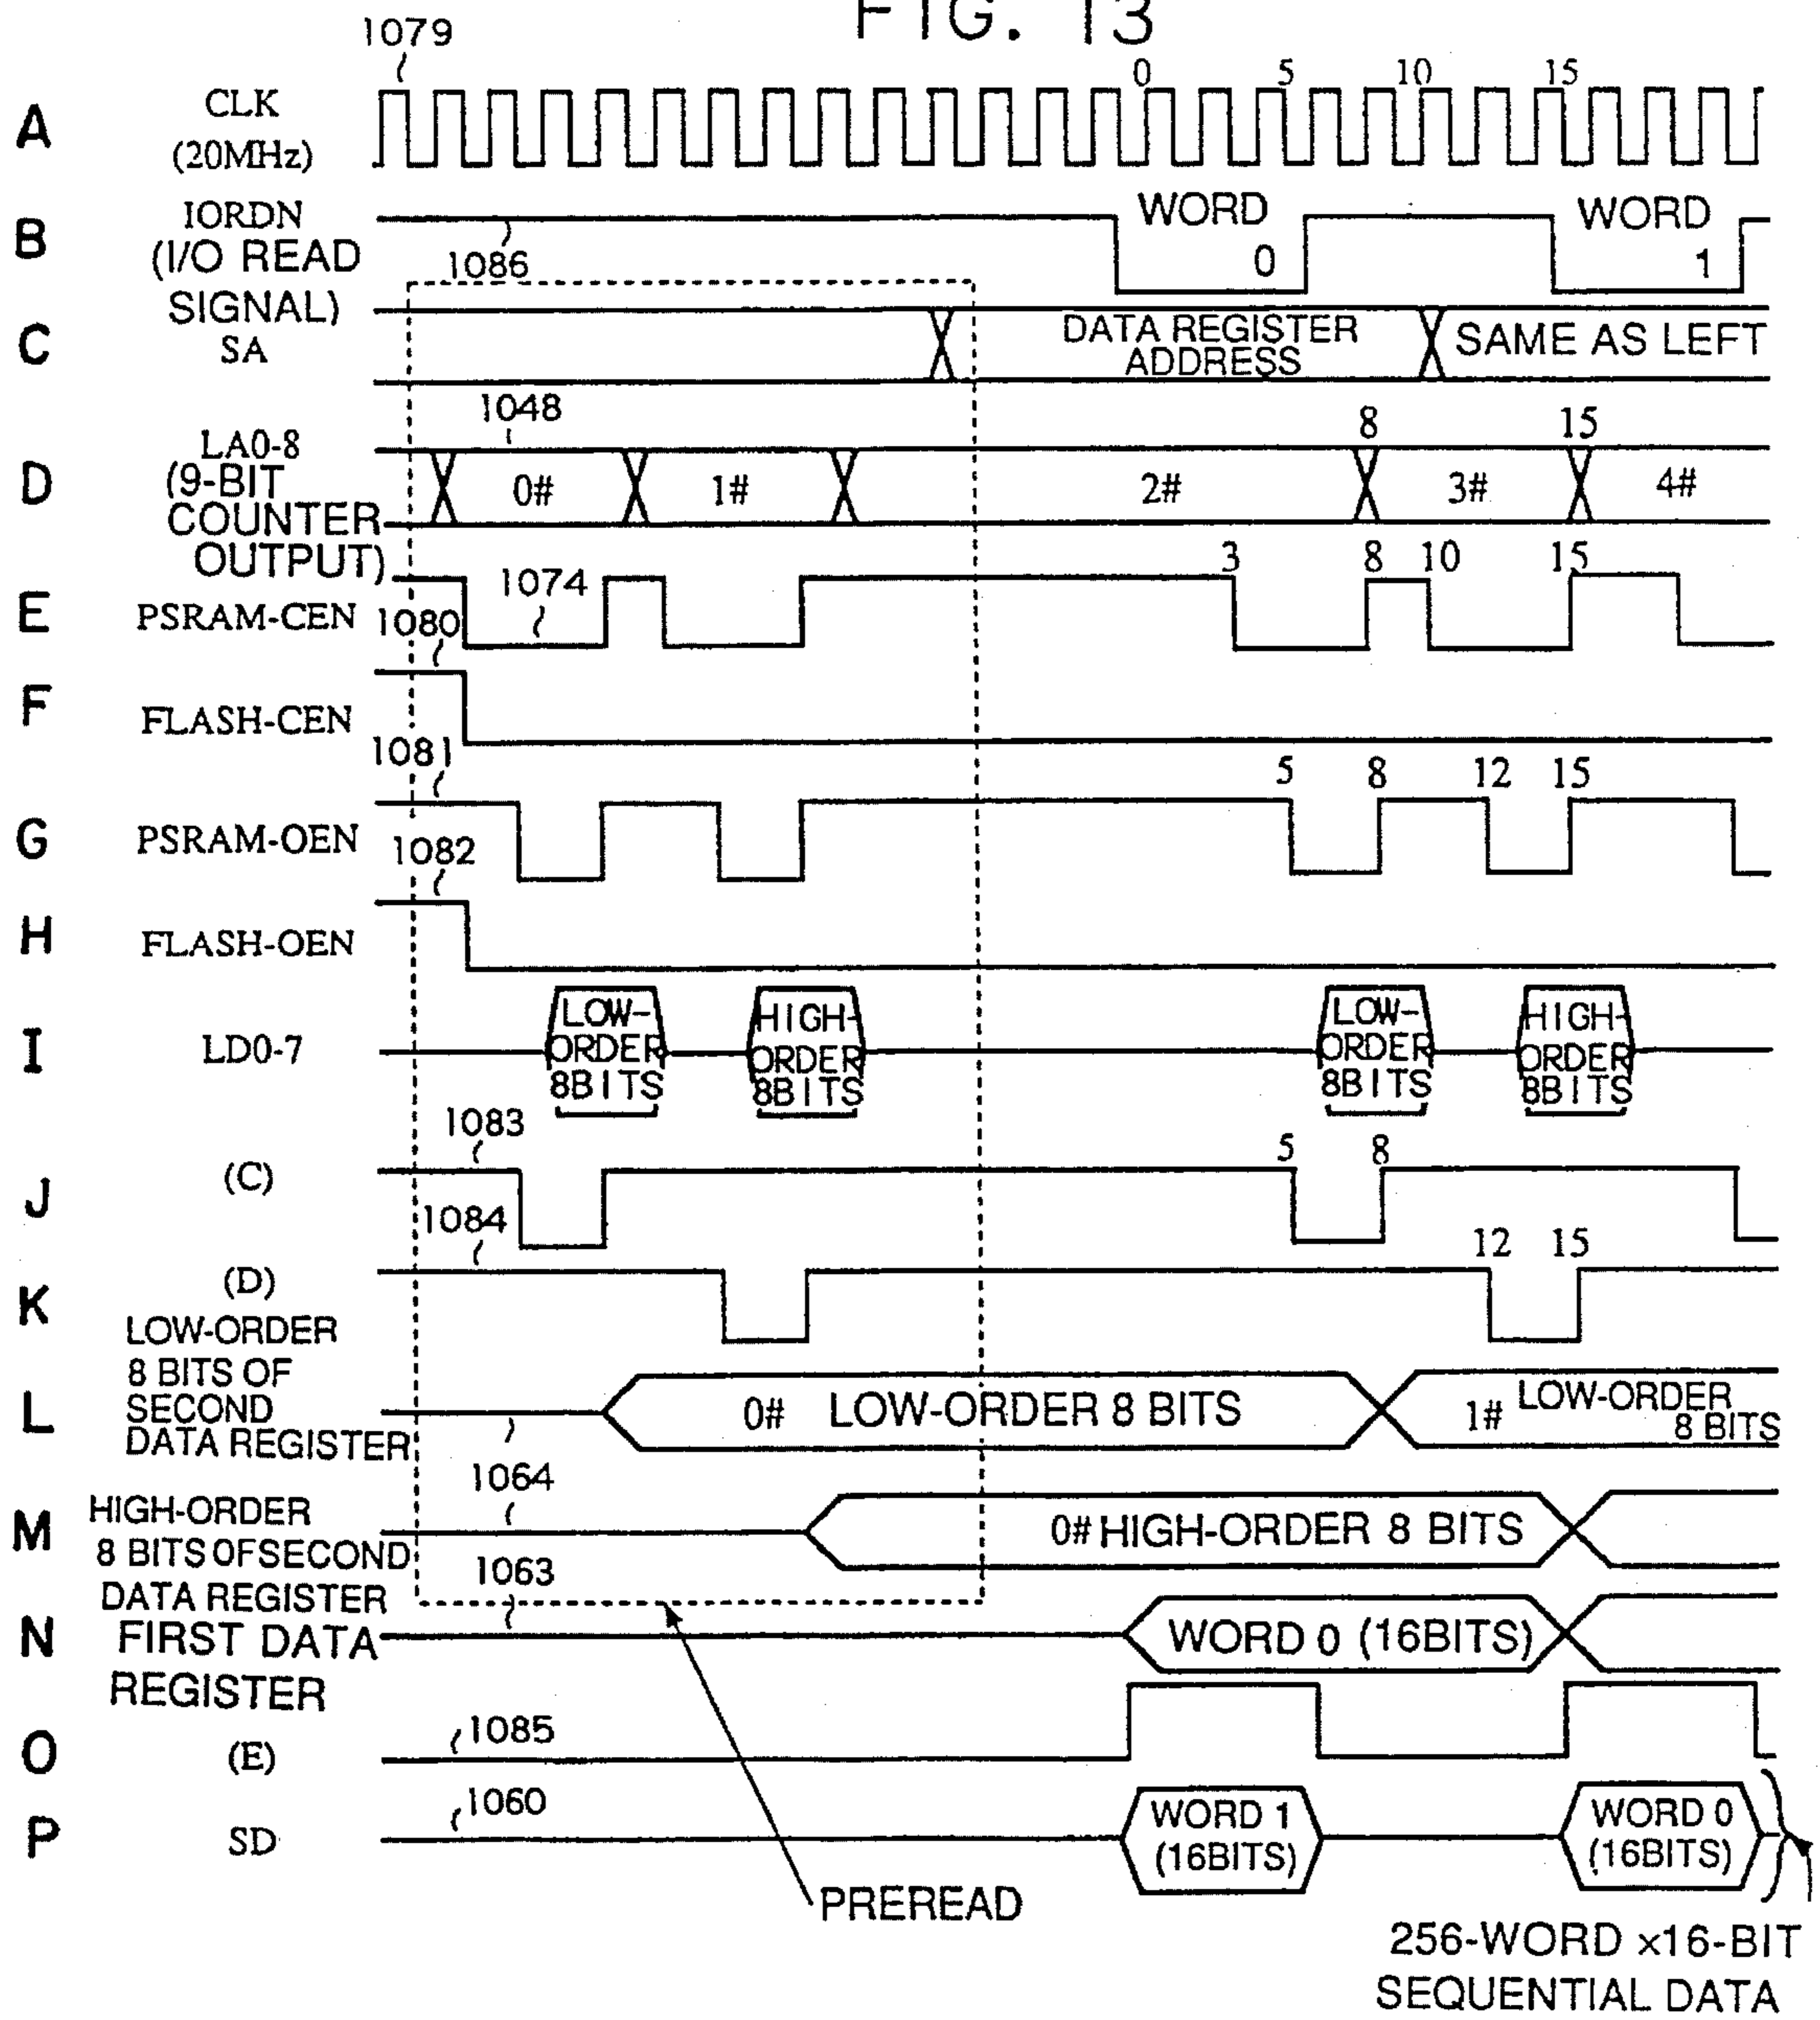 FIG. 13
1079
0 5 10 15
A CLK
(20MHz)
B IORDN
(I/O READ
SIGNAL)
1086
WORD
0
WORD
1
C SA
DATA REGISTER
ADDRESS
SAME AS LEFT
1048
8 15
D LA0-8
(9-BIT
COUNTER
OUTPUT)
0# 1# 2# 3# 4#
3 8 10 15
1074
E PSRAM-CEN
1080
F FLASH-CEN
1081
5 8 12 15
G PSRAM-OEN
1082
H FLASH-OEN
I LD0-7
LOW-
ORDER
8BITS
HIGH-
ORDER
8BITS
LOW-
ORDER
8BITS
HIGH-
ORDER
8BITS
1083
5 8
J (C)
1084
12 15
K (D)
L LOW-ORDER
8 BITS OF
SECOND
DATA REGISTER
0# LOW-ORDER 8 BITS
1# LOW-ORDER
8 BITS
1064
M HIGH-ORDER
8 BITS OF SECOND
DATA REGISTER
0# HIGH-ORDER 8 BITS
1063
N FIRST DATA
REGISTER
WORD 0 (16BITS)
O (E)
1085
P SD
1060
WORD 1
(16BITS)
WORD 0
(16BITS)
PREREAD
256-WORD ×16-BIT
SEQUENTIAL DATA